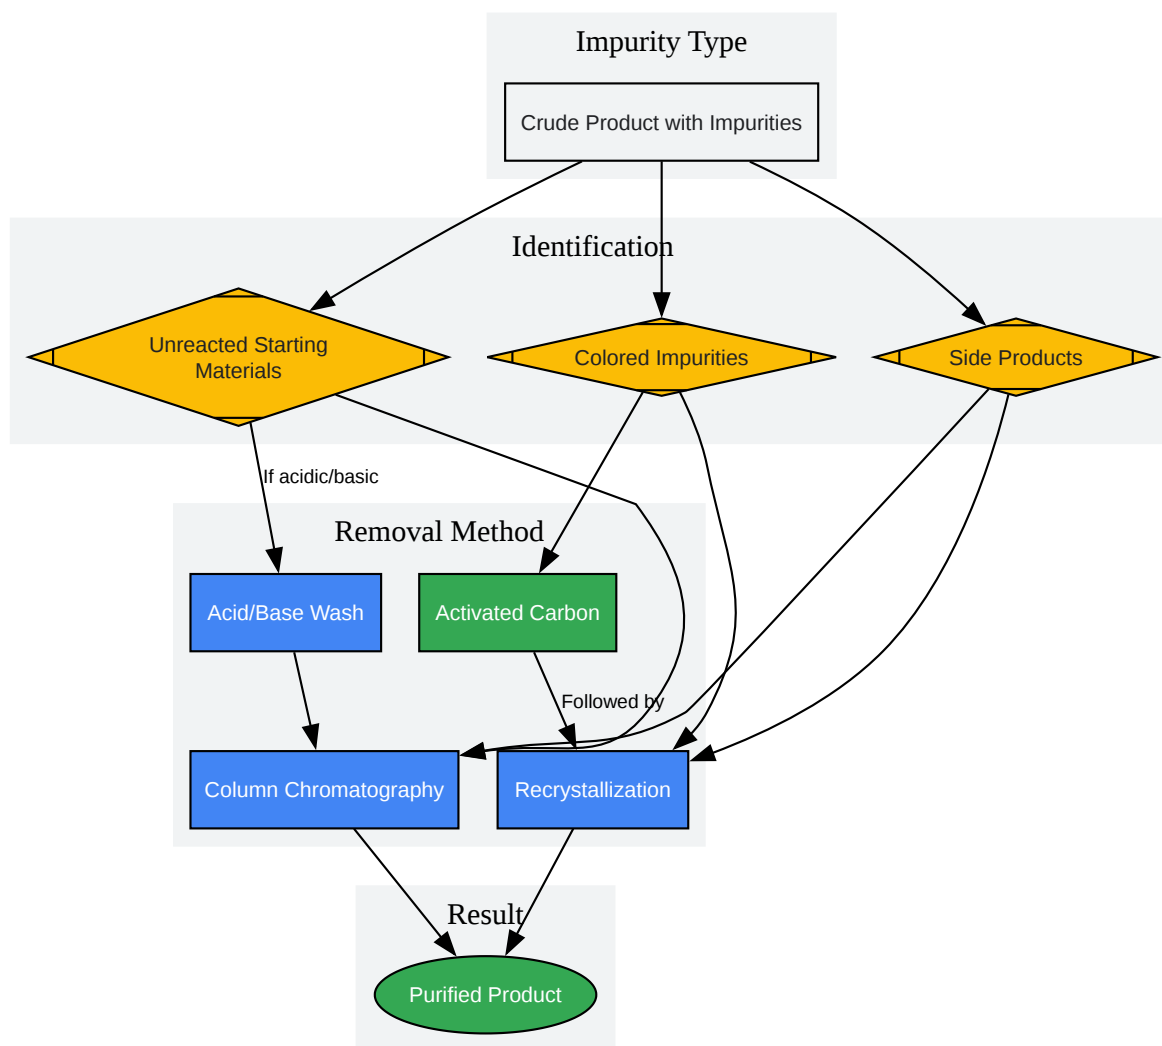 Impurity Type
Crude Product with Impurities
Identification
Unreacted Starting
Materials
Colored Impurities
Side Products
If acidic/basic
Removal Method
Acid/Base Wash
Activated Carbon
Followed by
Column Chromatography
Recrystallization
Result
Purified Product